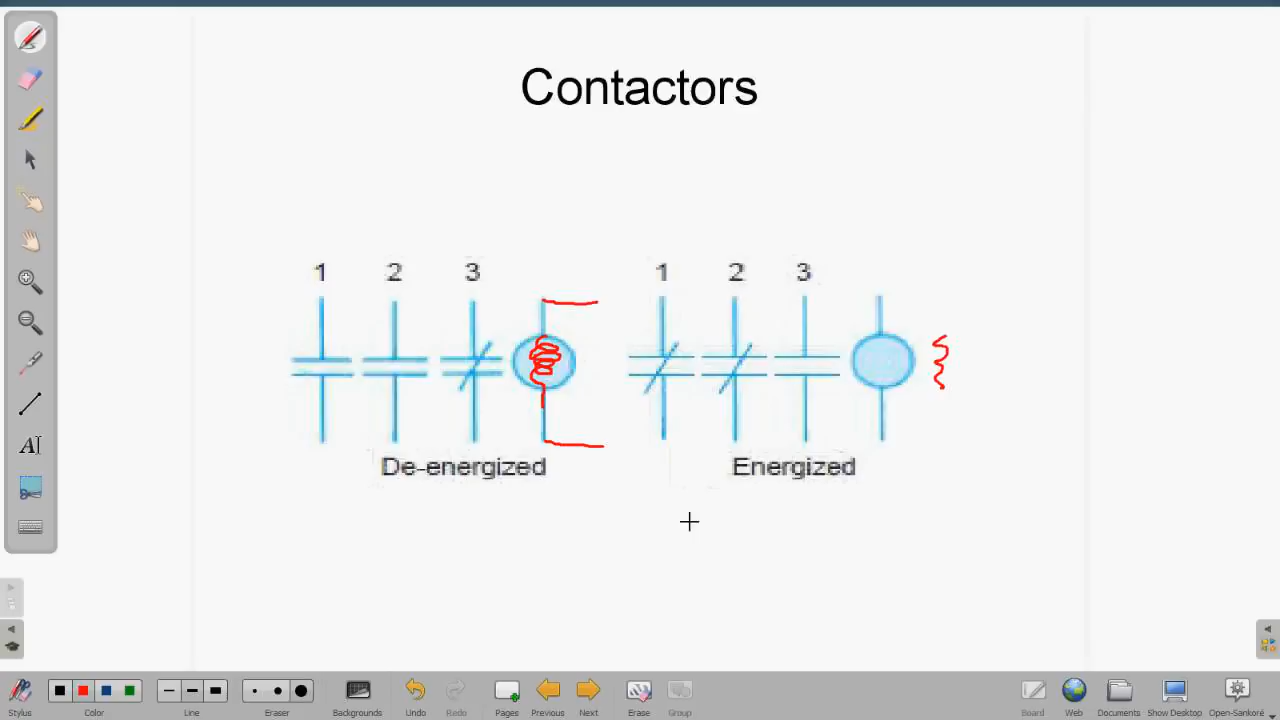 Contactors
1 2 3 1 2 3
De-energized Energized
Stylus Color Line Eraser Backgrounds Undo Redo Pages Previous Next Erase Group Board Web Documents Show Desktop Open-Sankoré